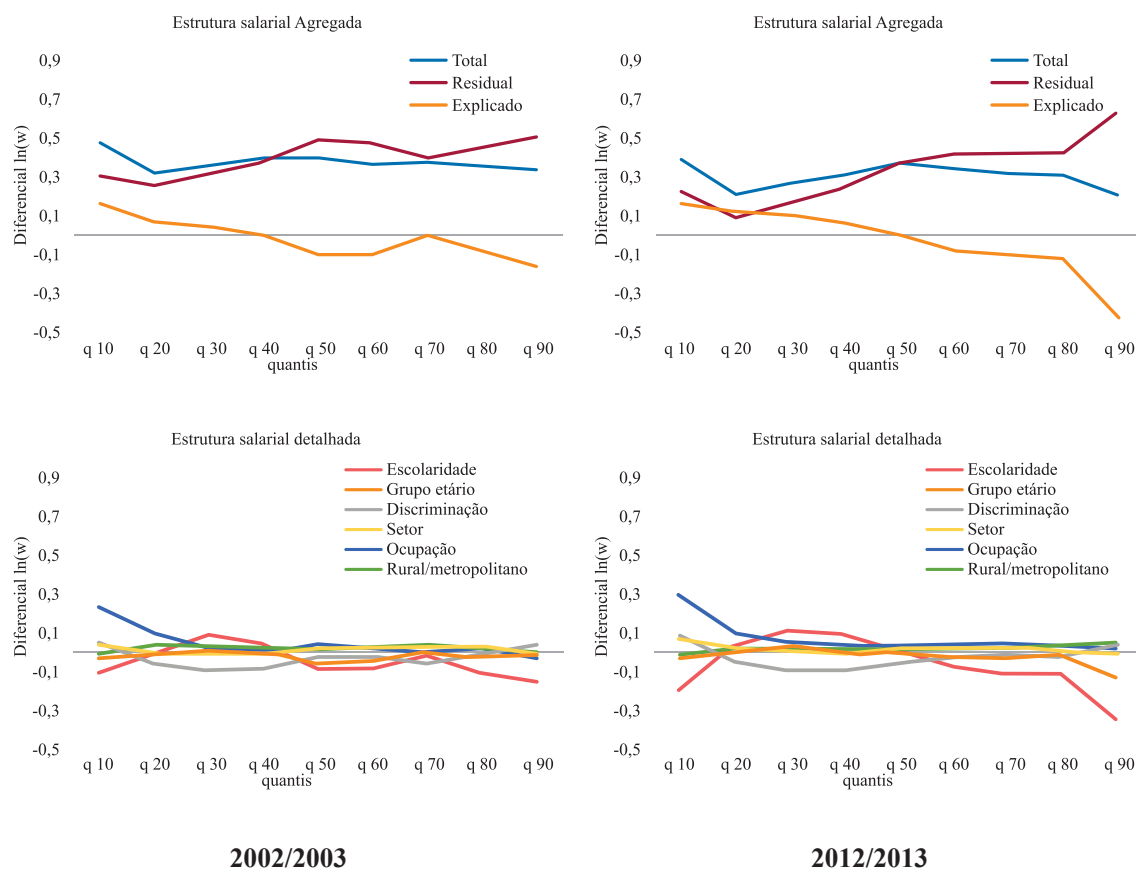 Estrutura salarial Agregada
Total
Residual
Explicado
Diferencial ln(w)
0,9
0,7
0,5
0,3
0,1
-0,1
-0,3
-0,5
q 10 q 20 q 30 q 40 q 50 q 60 q 70 q 80 q 90
quantis
Estrutura salarial Agregada
Total
Residual
Explicado
Diferencial ln(w)
0,9
0,7
0,5
0,3
0,1
-0,1
-0,3
-0,5
q 10 q 20 q 30 q 40 q 50 q 60 q 70 q 80 q 90
quantis
Estrutura salarial detalhada
Escolaridade
Grupo etário
Discriminação
Setor
Ocupação
Rural/metropolitano
Diferencial ln(w)
0,9
0,7
0,5
0,3
0,1
-0,1
-0,3
-0,5
q 10 q 20 q 30 q 40 q 50 q 60 q 70 q 80 q 90
quantis
Estrutura salarial detalhada
Escolaridade
Grupo etário
Discriminação
Setor
Ocupação
Rural/metropolitano
Diferencial ln(w)
0,9
0,7
0,5
0,3
0,1
-0,1
-0,3
-0,5
q 10 q 20 q 30 q 40 q 50 q 60 q 70 q 80 q 90
quantis
2002/2003
2012/2013